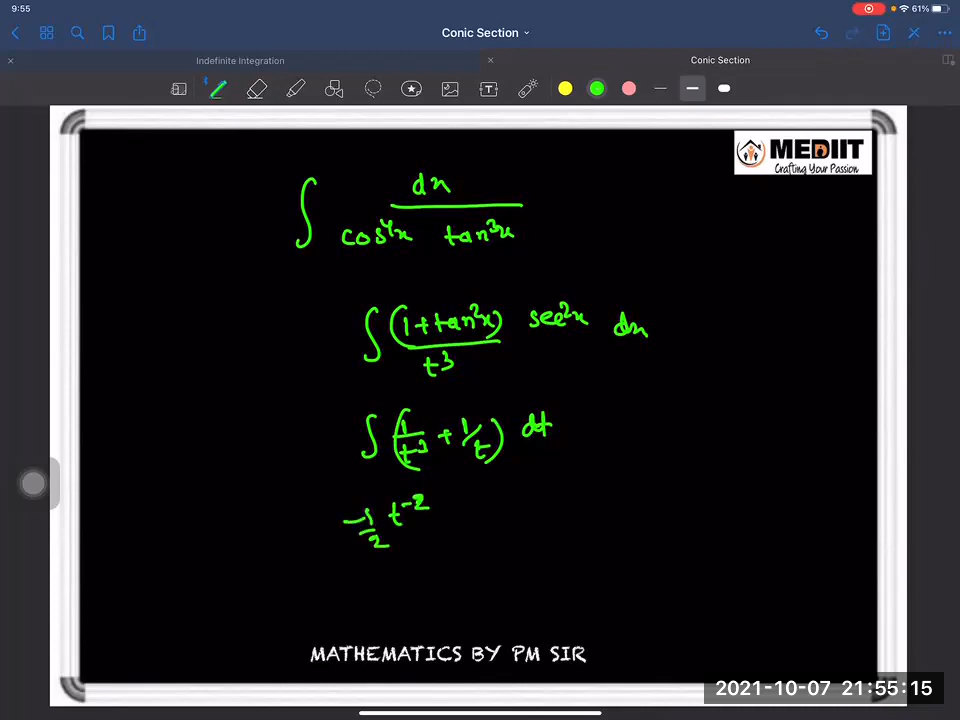 9:55
61%
Conic Section
Indefinite Integration
Conic Section
MEDIIT
Crafting Your Passion
∫ dx
cos⁴x tan³x
∫ (1+tan²x) sec²x dx
t³
∫ (1/t³ + 1/t) dt
-1/2 t⁻²
MATHEMATICS BY PM SIR
2021-10-07 21:55:15